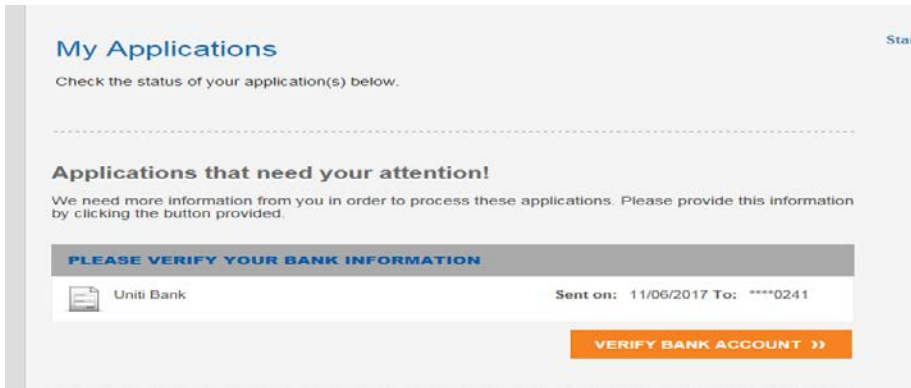 My Applications
Check the status of your application(s) below.
Applications that need your attention!
We need more information from you in order to process these applications. Please provide this information
by clicking the button provided.
PLEASE VERIFY YOUR BANK INFORMATION
Uniti Bank Sent on: 11/06/2017 To: ****0241
VERIFY BANK ACCOUNT »